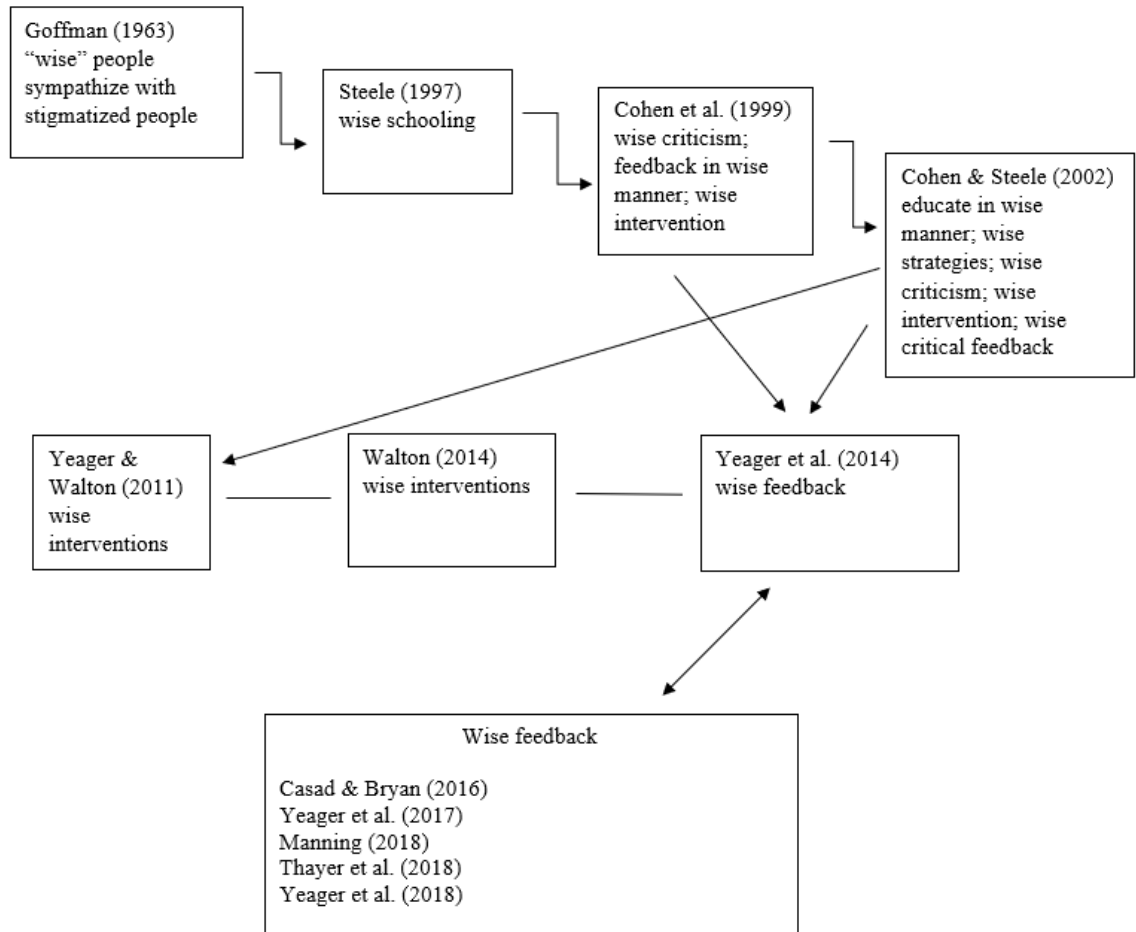 Goffman (1963)
“wise” people
sympathize with
stigmatized people
Steele (1997)
wise schooling
Cohen et al. (1999)
wise criticism;
feedback in wise
manner; wise
intervention
Cohen & Steele (2002)
educate in wise
manner; wise
strategies; wise
criticism; wise
intervention; wise
critical feedback
Yeager &
Walton (2011)
wise
interventions
Walton (2014)
wise interventions
Yeager et al. (2014)
wise feedback
Wise feedback
Casad & Bryan (2016)
Yeager et al. (2017)
Manning (2018)
Thayer et al. (2018)
Yeager et al. (2018)